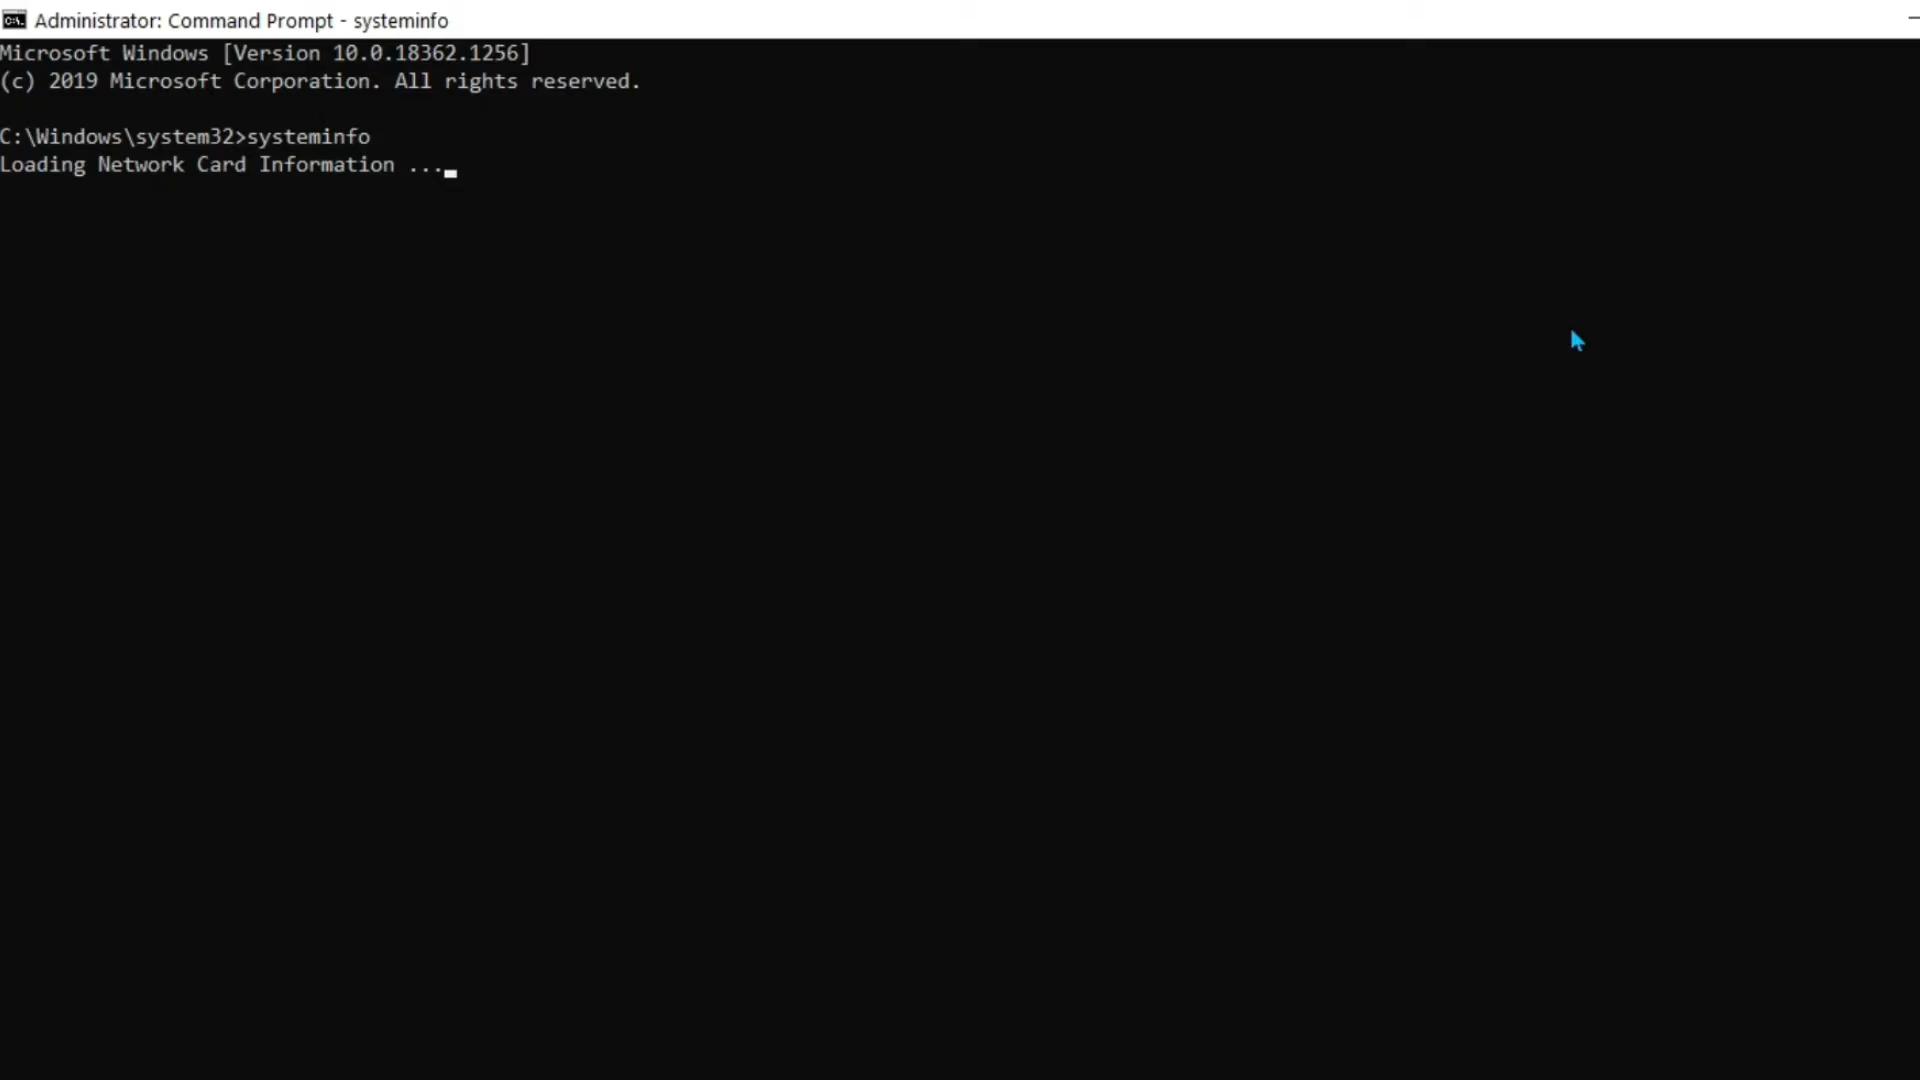 Administrator: Command Prompt - systeminfo
Microsoft Windows [Version 10.0.18362.1256]
(c) 2019 Microsoft Corporation. All rights reserved.
C:\Windows\system32>systeminfo
Loading Network Card Information ...